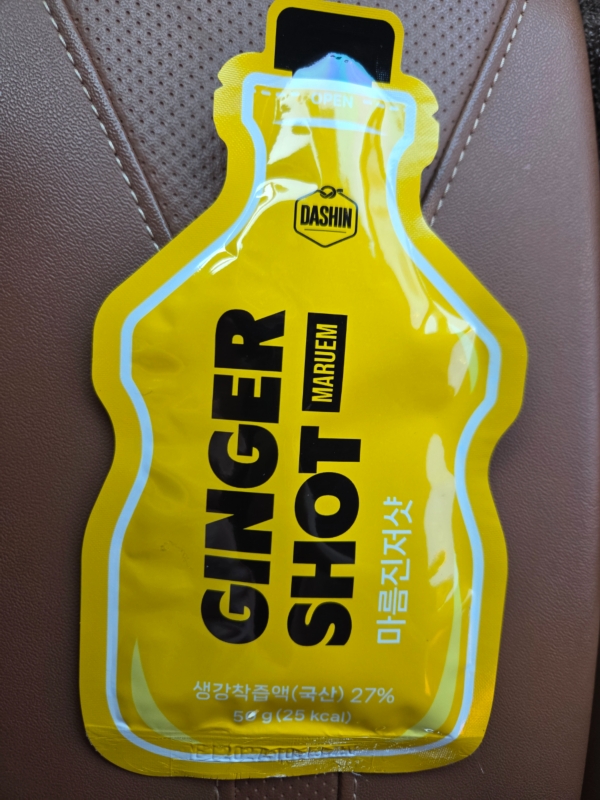 OPEN
DASHIN
GINGER
SHOT
MARUEM
마름진저샷
생강착즙액(국산) 27%
50 g (25 kcal)